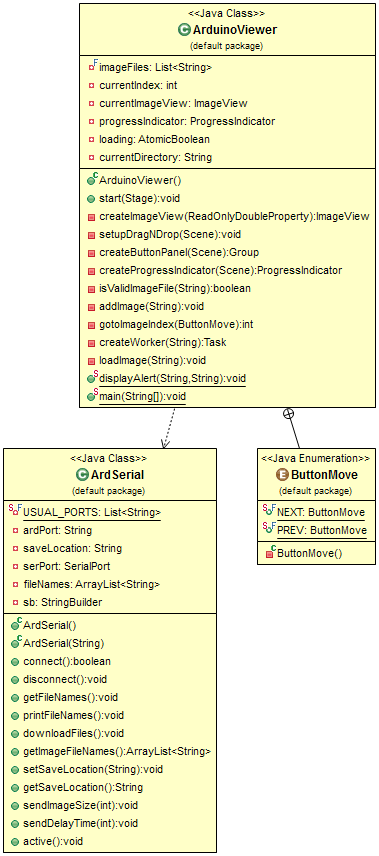 <<Java Class>>
ArduinoViewer
(default package)
imageFiles: List<String>
currentIndex: int
currentImageView: ImageView
progressIndicator: ProgressIndicator
loading: AtomicBoolean
currentDirectory: String
ArduinoViewer()
start(Stage):void
createImageView(ReadOnlyDoubleProperty):ImageView
setupDragNDrop(Scene):void
createButtonPanel(Scene):Group
createProgressIndicator(Scene):ProgressIndicator
isValidImageFile(String):boolean
addImage(String):void
gotoImageIndex(ButtonMove):int
createWorker(String):Task
loadImage(String):void
displayAlert(String,String):void
main(String[]):void
<<Java Class>>
ArdSerial
(default package)
USUAL_PORTS: List<String>
ardPort: String
saveLocation: String
serPort: SerialPort
fileNames: ArrayList<String>
sb: StringBuilder
ArdSerial()
ArdSerial(String)
connect():boolean
disconnect():void
getFileNames():void
printFileNames():void
downloadFiles():void
getImageFileNames():ArrayList<String>
setSaveLocation(String):void
getSaveLocation():String
sendImageSize(int):void
sendDelayTime(int):void
active():void
<<Java Enumeration>>
ButtonMove
(default package)
NEXT: ButtonMove
PREV: ButtonMove
ButtonMove()